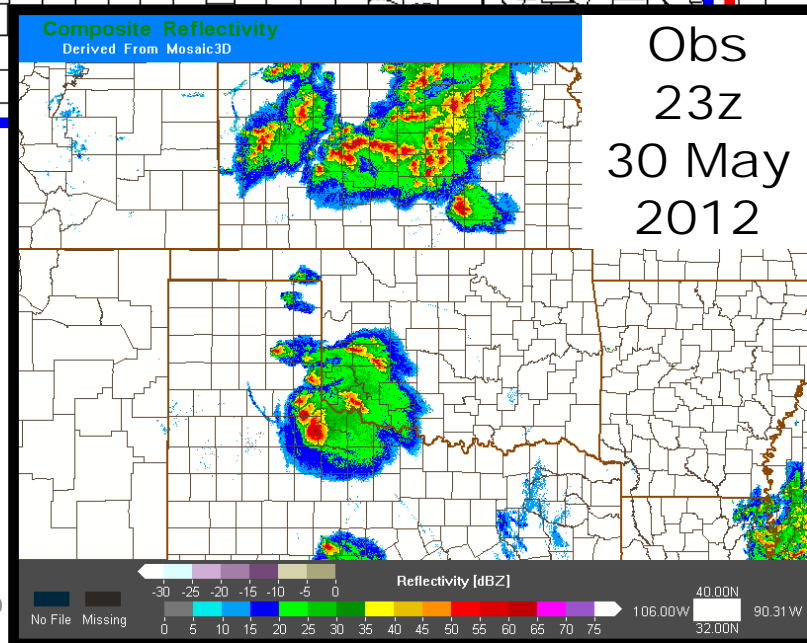 Composite Reflectivity
Derived From Mosaic3D
Obs
23z
30 May
2012
-30 -25 -20 -15 -10 -5 0
Reflectivity [dBZ]
No File Missing
0 5 10 15 20 25 30 35 40 45 50 55 60 65 70 75
40.00N
106.00W 90.31W
32.00N